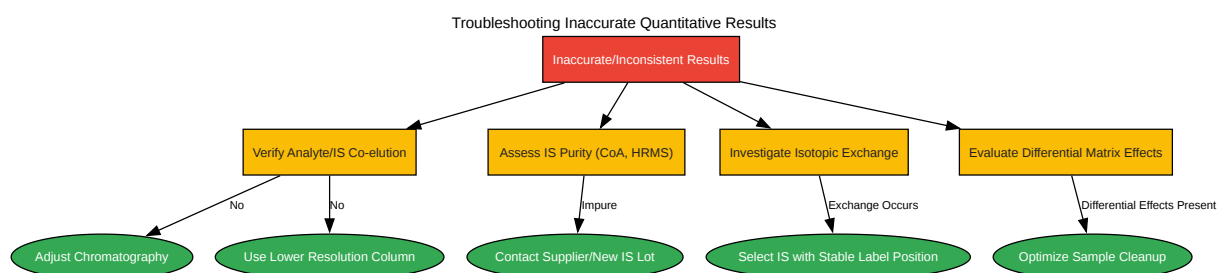 Troubleshooting Inaccurate Quantitative Results
Inaccurate/Inconsistent Results
Verify Analyte/IS Co-elution
Assess IS Purity (CoA, HRMS)
Investigate Isotopic Exchange
Evaluate Differential Matrix Effects
No
No
Impure
Exchange Occurs
Differential Effects Present
Adjust Chromatography
Use Lower Resolution Column
Contact Supplier/New IS Lot
Select IS with Stable Label Position
Optimize Sample Cleanup